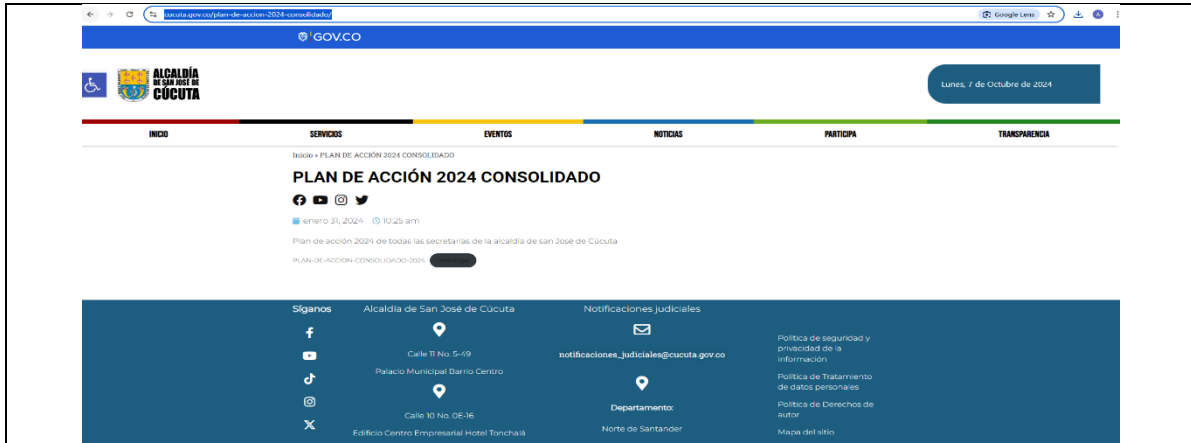 cucuta.gov.co/plan-de-accion-2024-consolidado/
Google Lens
GOV.CO
ALCALDÍA
DE SAN JOSÉ DE
CÚCUTA
Lunes, 7 de Octubre de 2024
INICIO SERVICIOS EVENTOS NOTICIAS PARTICIPA TRANSPARENCIA
Inicio » PLAN DE ACCIÓN 2024 CONSOLIDADO
PLAN DE ACCIÓN 2024 CONSOLIDADO
enero 31, 2024 10:25 am
Plan de acción 2024 de todas las secretarías de la alcaldía de san José de Cúcuta
PLAN-DE-ACCION-CONSOLIDADO-2024 Descarga
Síganos
Alcaldía de San José de Cúcuta
Calle 11 No. 5-49
Palacio Municipal Barrio Centro
Calle 10 No. 0E-16
Edificio Centro Empresarial Hotel Tonchalá
Notificaciones judiciales
notificaciones_judiciales@cucuta.gov.co
Departamento:
Norte de Santander
Política de seguridad y
privacidad de la
información
Política de Tratamiento
de datos personales
Política de Derechos de
autor
Mapa del sitio